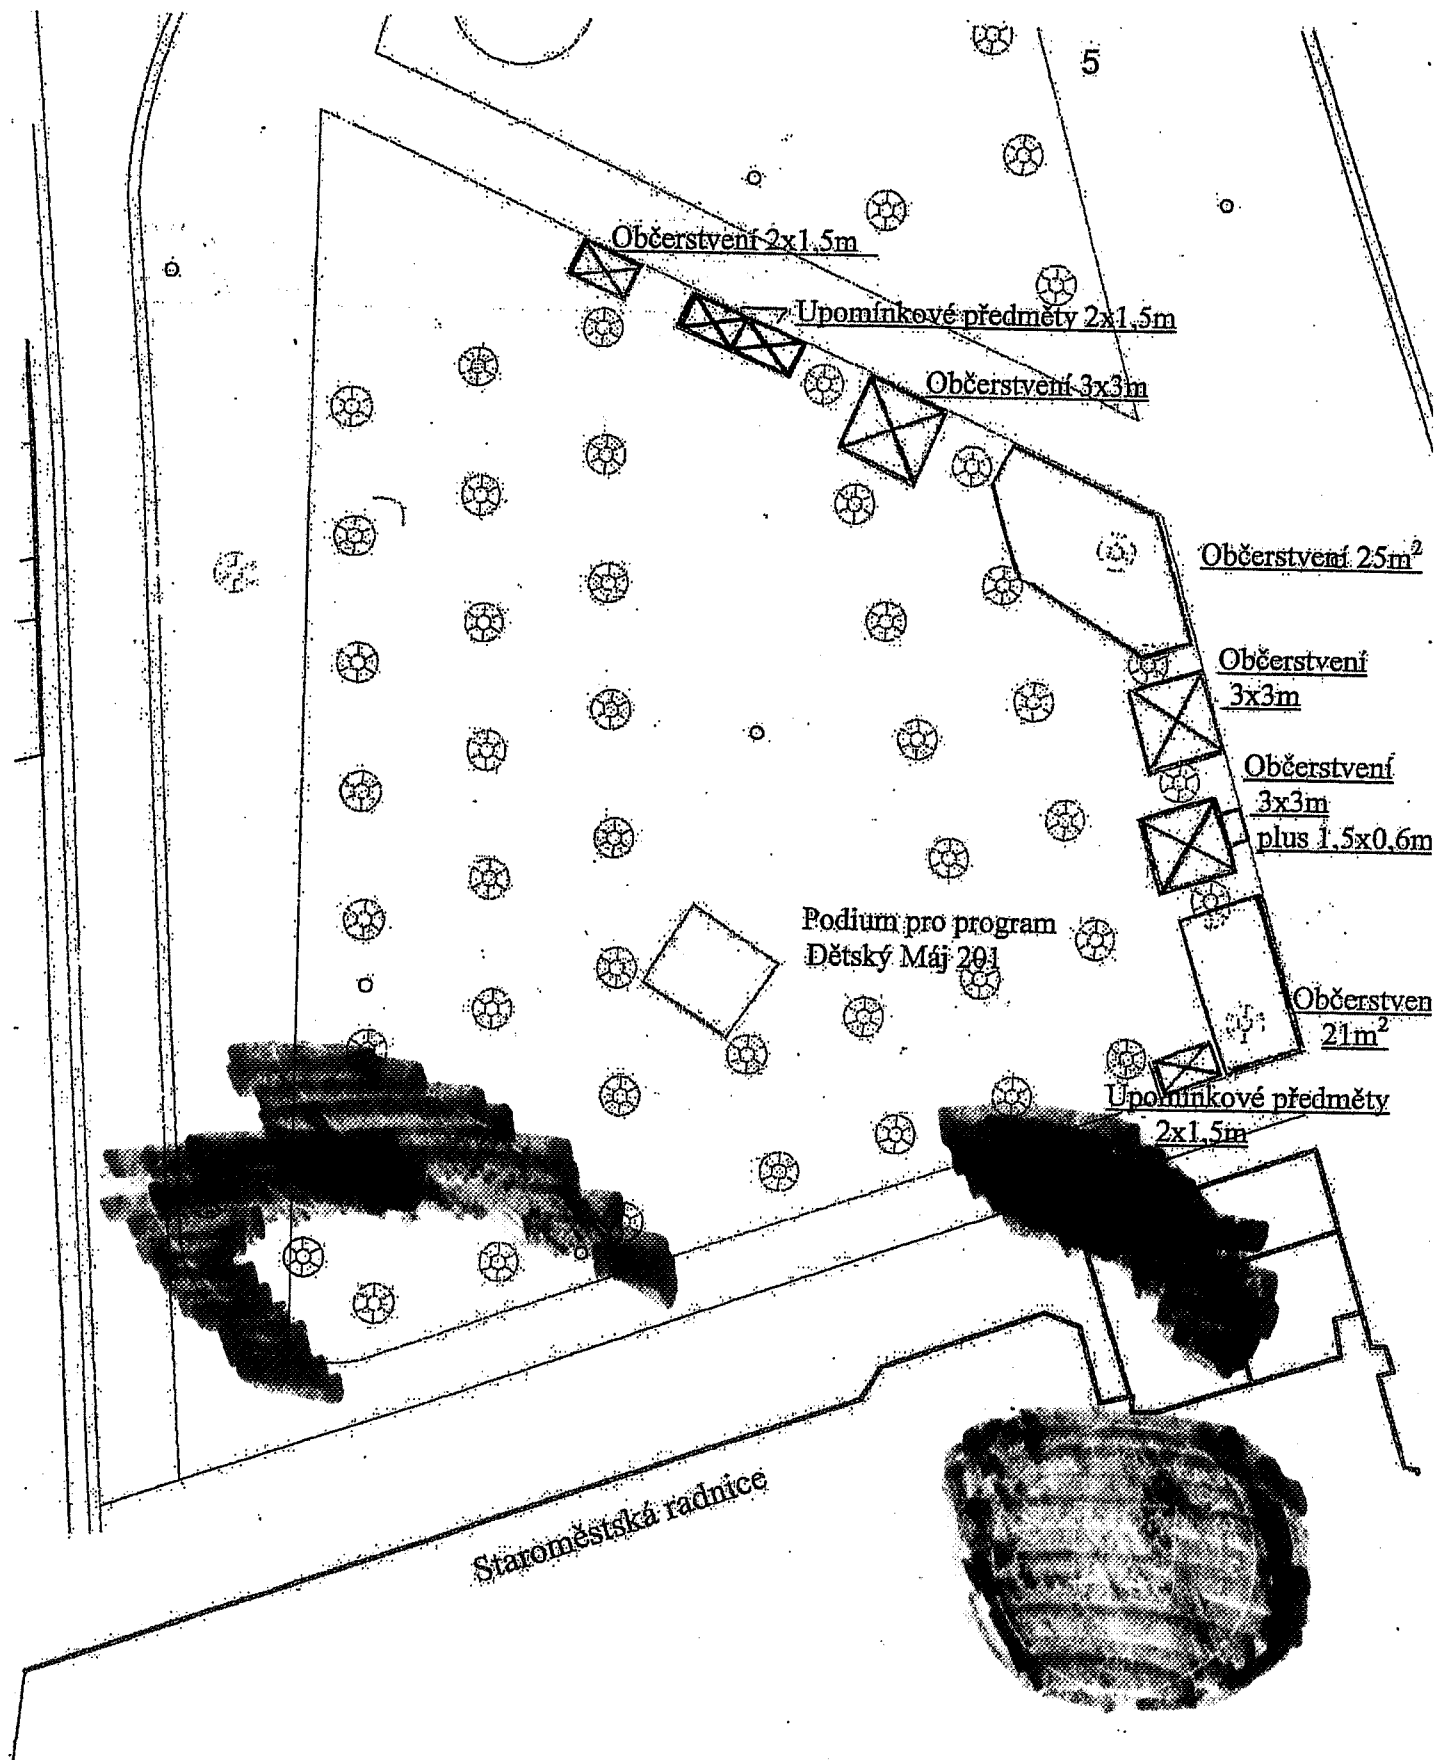 5
Občerstvení 2x1.5m
Upomínkové předměty 2x1,5m
Občerstvení 3x3m
Občerstvení 25m²
Občerstvení
3x3m
Občerstvení
3x3m
plus 1,5x0,6m
Podium pro program
Dětský Máj 201
Občerstven
21m²
Upomínkové předměty
2x1,5m
Staroměstská radnice